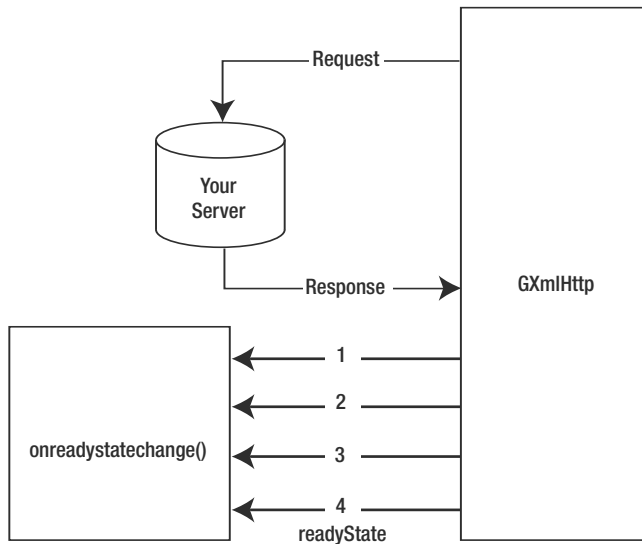 Request
Your
Server
Response
GXmlHttp
1
2
onreadystatechange()
3
4
readyState